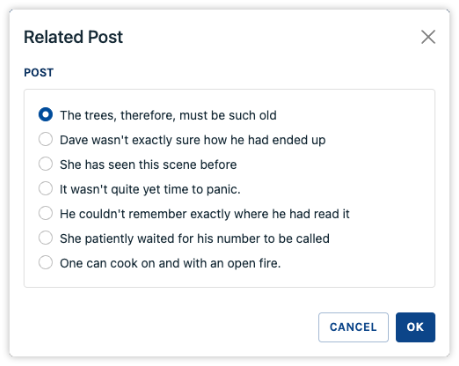 Related Post
POST
The trees, therefore, must be such old
Dave wasn't exactly sure how he had ended up
She has seen this scene before
It wasn't quite yet time to panic.
He couldn't remember exactly where he had read it
She patiently waited for his number to be called
One can cook on and with an open fire.
CANCEL OK